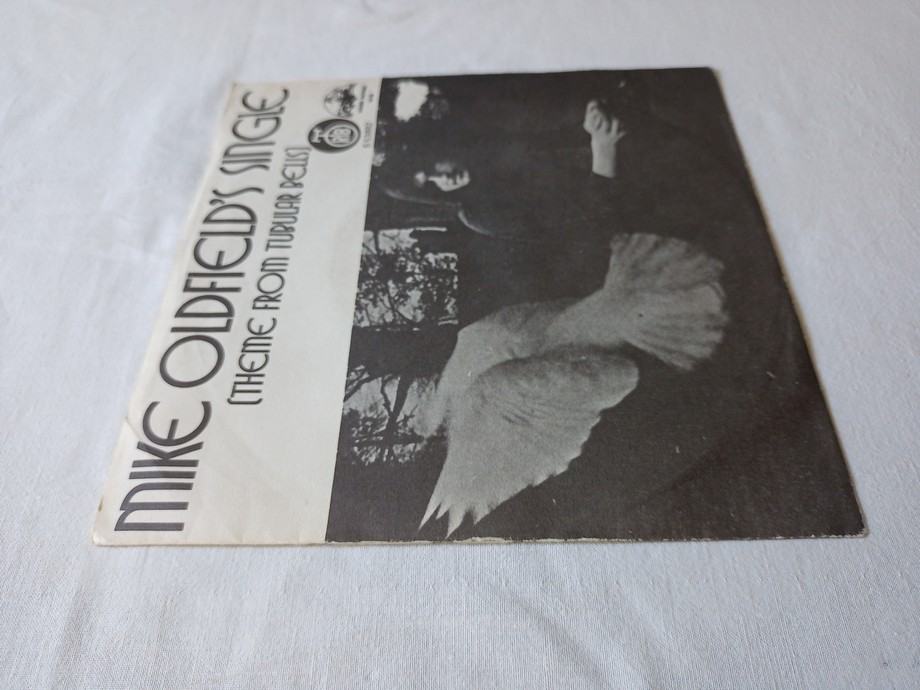 MIKE OLDFIELD'S SINGLE
(THEME FROM TUBULAR BELLS)